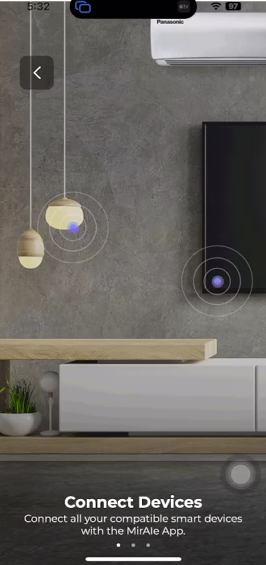 5:32
97
Panasonic
Connect Devices
Connect all your compatible smart devices
with the MirAIe App.